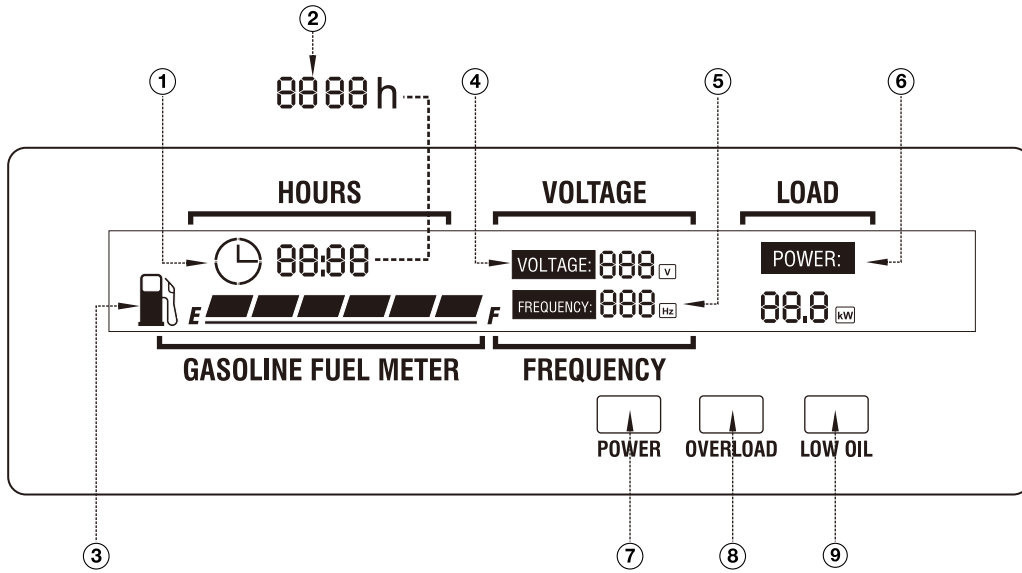 2
1
8888 h
4
5
6
HOURS
VOLTAGE
LOAD
88:88
VOLTAGE: 888 V
POWER:
E
F
FREQUENCY: 888 Hz
88.8 kW
3
GASOLINE FUEL METER
FREQUENCY
POWER
OVERLOAD
LOW OIL
7
8
9